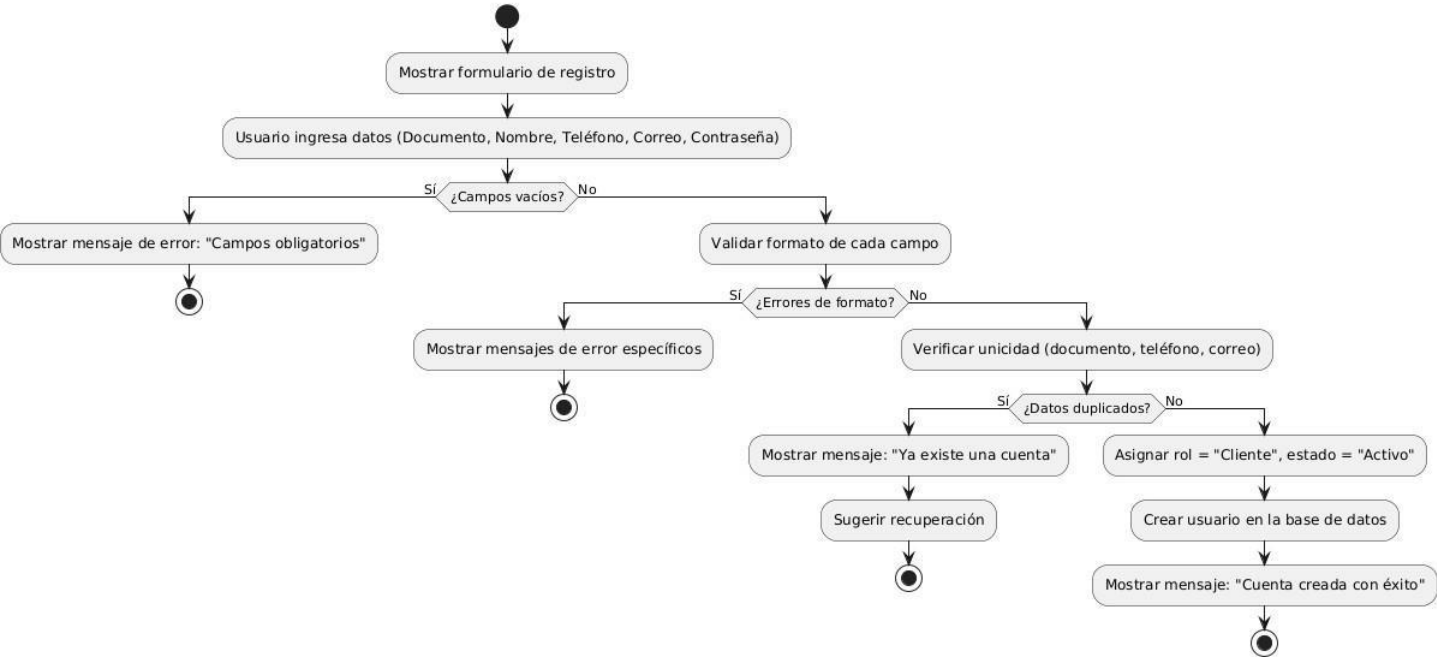 Mostrar formulario de registro
Usuario ingresa datos (Documento, Nombre, Teléfono, Correo, Contraseña)
Sí
¿Campos vacíos?
No
Mostrar mensaje de error: "Campos obligatorios"
Validar formato de cada campo
Sí
¿Errores de formato?
No
Mostrar mensajes de error específicos
Verificar unicidad (documento, teléfono, correo)
Sí
¿Datos duplicados?
No
Mostrar mensaje: "Ya existe una cuenta"
Asignar rol = "Cliente", estado = "Activo"
Sugerir recuperación
Crear usuario en la base de datos
Mostrar mensaje: "Cuenta creada con éxito"